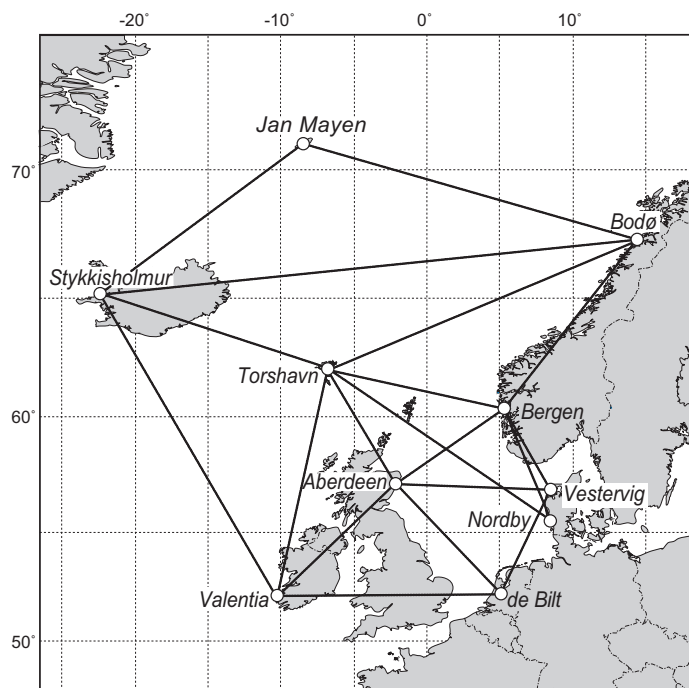 -20˚
-10˚
0˚
10˚
Jan Mayen
70˚
Bodø
Stykkisholmur
Torshavn
60˚
Bergen
Aberdeen
Vestervig
Nordby
Valentia
de Bilt
50˚